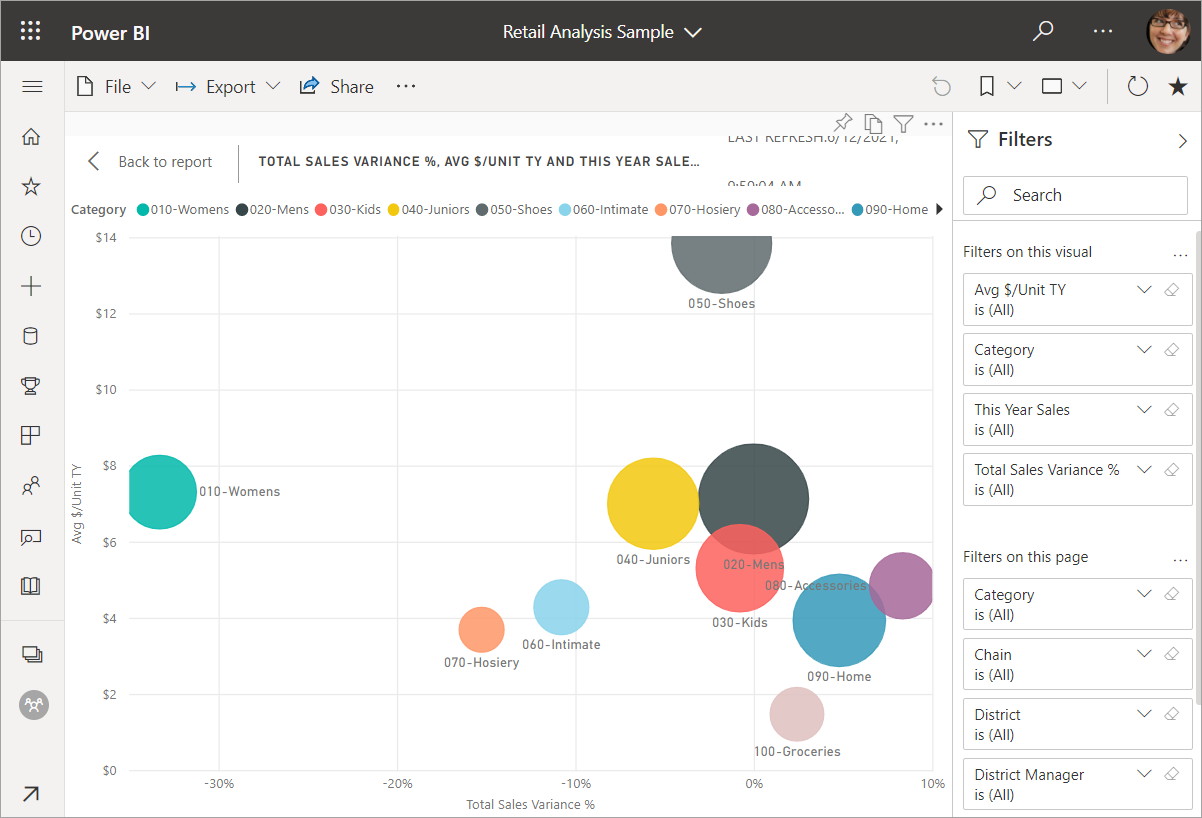 Power BI
Retail Analysis Sample
File
Export
Share
Back to report
TOTAL SALES VARIANCE %, AVG $/UNIT TY AND THIS YEAR SALE...
LAST REFRESH:6/12/2021,
Category 010-Womens 020-Mens 030-Kids 040-Juniors 050-Shoes 060-Intimate 070-Hosiery 080-Accesso... 090-Home
Avg $/Unit TY
$14
$12
$10
$8
$6
$4
$2
$0
050-Shoes
010-Womens
040-Juniors
020-Mens
080-Accessories
030-Kids
060-Intimate
070-Hosiery
090-Home
100-Groceries
-30% -20% -10% 0% 10%
Total Sales Variance %
Filters
Search
Filters on this visual
Avg $/Unit TY
is (All)
Category
is (All)
This Year Sales
is (All)
Total Sales Variance %
is (All)
Filters on this page
Category
is (All)
Chain
is (All)
District
is (All)
District Manager
is (All)